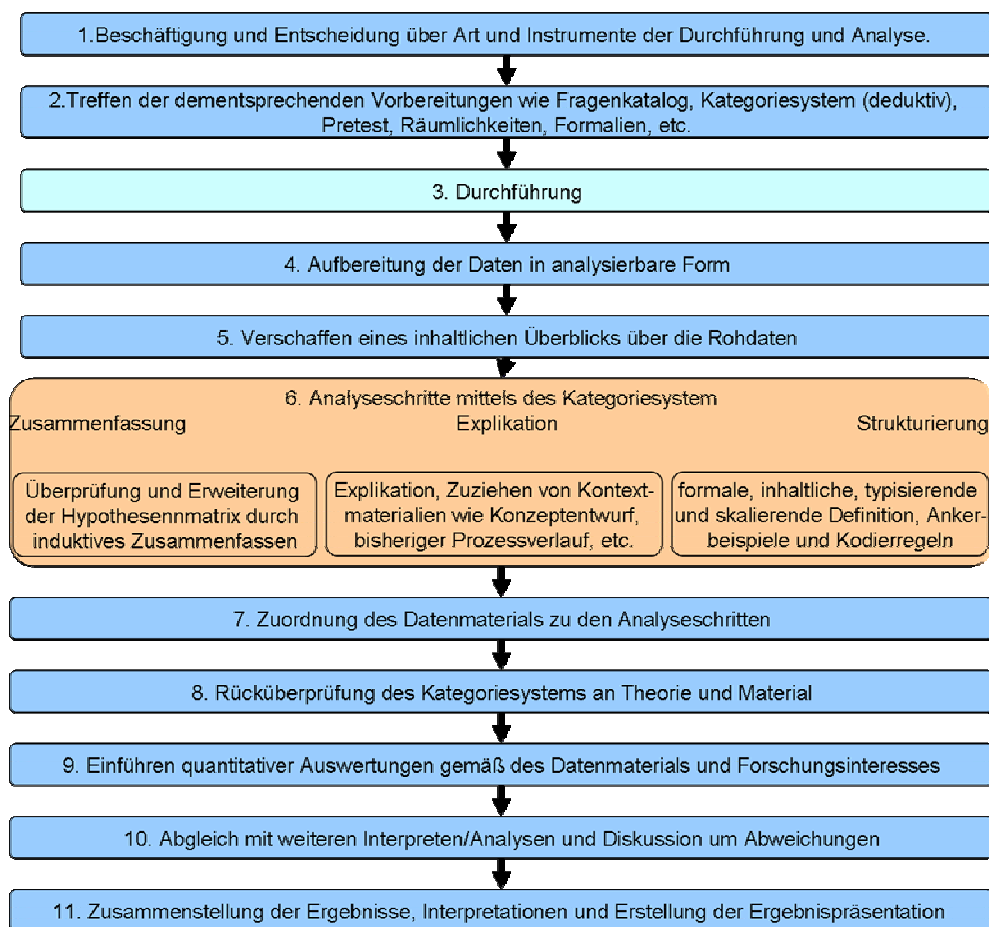 1.Beschäftigung und Entscheidung über Art und Instrumente der Durchführung und Analyse.
2.Treffen der dementsprechenden Vorbereitungen wie Fragenkatalog, Kategoriesystem (deduktiv),
Pretest, Räumlichkeiten, Formalien, etc.
3. Durchführung
4. Aufbereitung der Daten in analysierbare Form
5. Verschaffen eines inhaltlichen Überblicks über die Rohdaten
6. Analyseschritte mittels des Kategoriesystem
Zusammenfassung
Explikation
Strukturierung
Überprüfung und Erweiterung
der Hypothesennmatrix durch
induktives Zusammenfassen
Explikation, Zuziehen von Kontext-
materialien wie Konzeptentwurf,
bisheriger Prozessverlauf, etc.
formale, inhaltliche, typisierende
und skalierende Definition, Anker-
beispiele und Kodierregeln
7. Zuordnung des Datenmaterials zu den Analyseschritten
8. Rücküberprüfung des Kategoriesystems an Theorie und Material
9. Einführen quantitativer Auswertungen gemäß des Datenmaterials und Forschungsinteresses
10. Abgleich mit weiteren Interpreten/Analysen und Diskussion um Abweichungen
11. Zusammenstellung der Ergebnisse, Interpretationen und Erstellung der Ergebnispräsentation